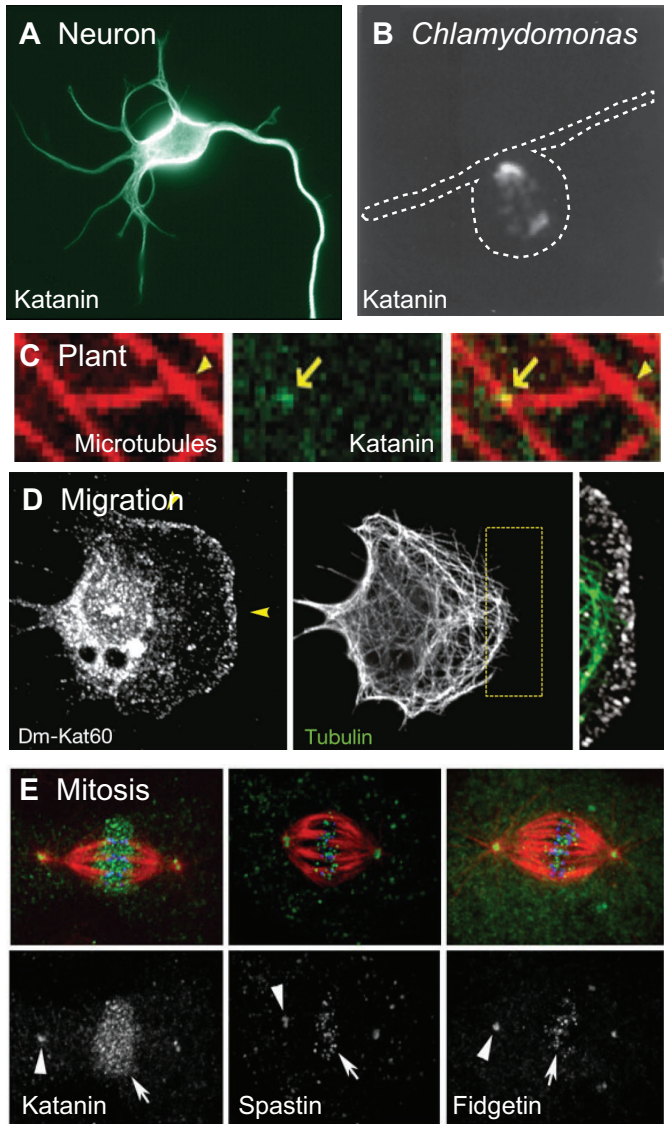 A Neuron
Katanin
B Chlamydomonas
Katanin
C Plant
Microtubules
Katanin
D Migration
Dm-Kat60
Tubulin
E Mitosis
Katanin
Spastin
Fidgetin